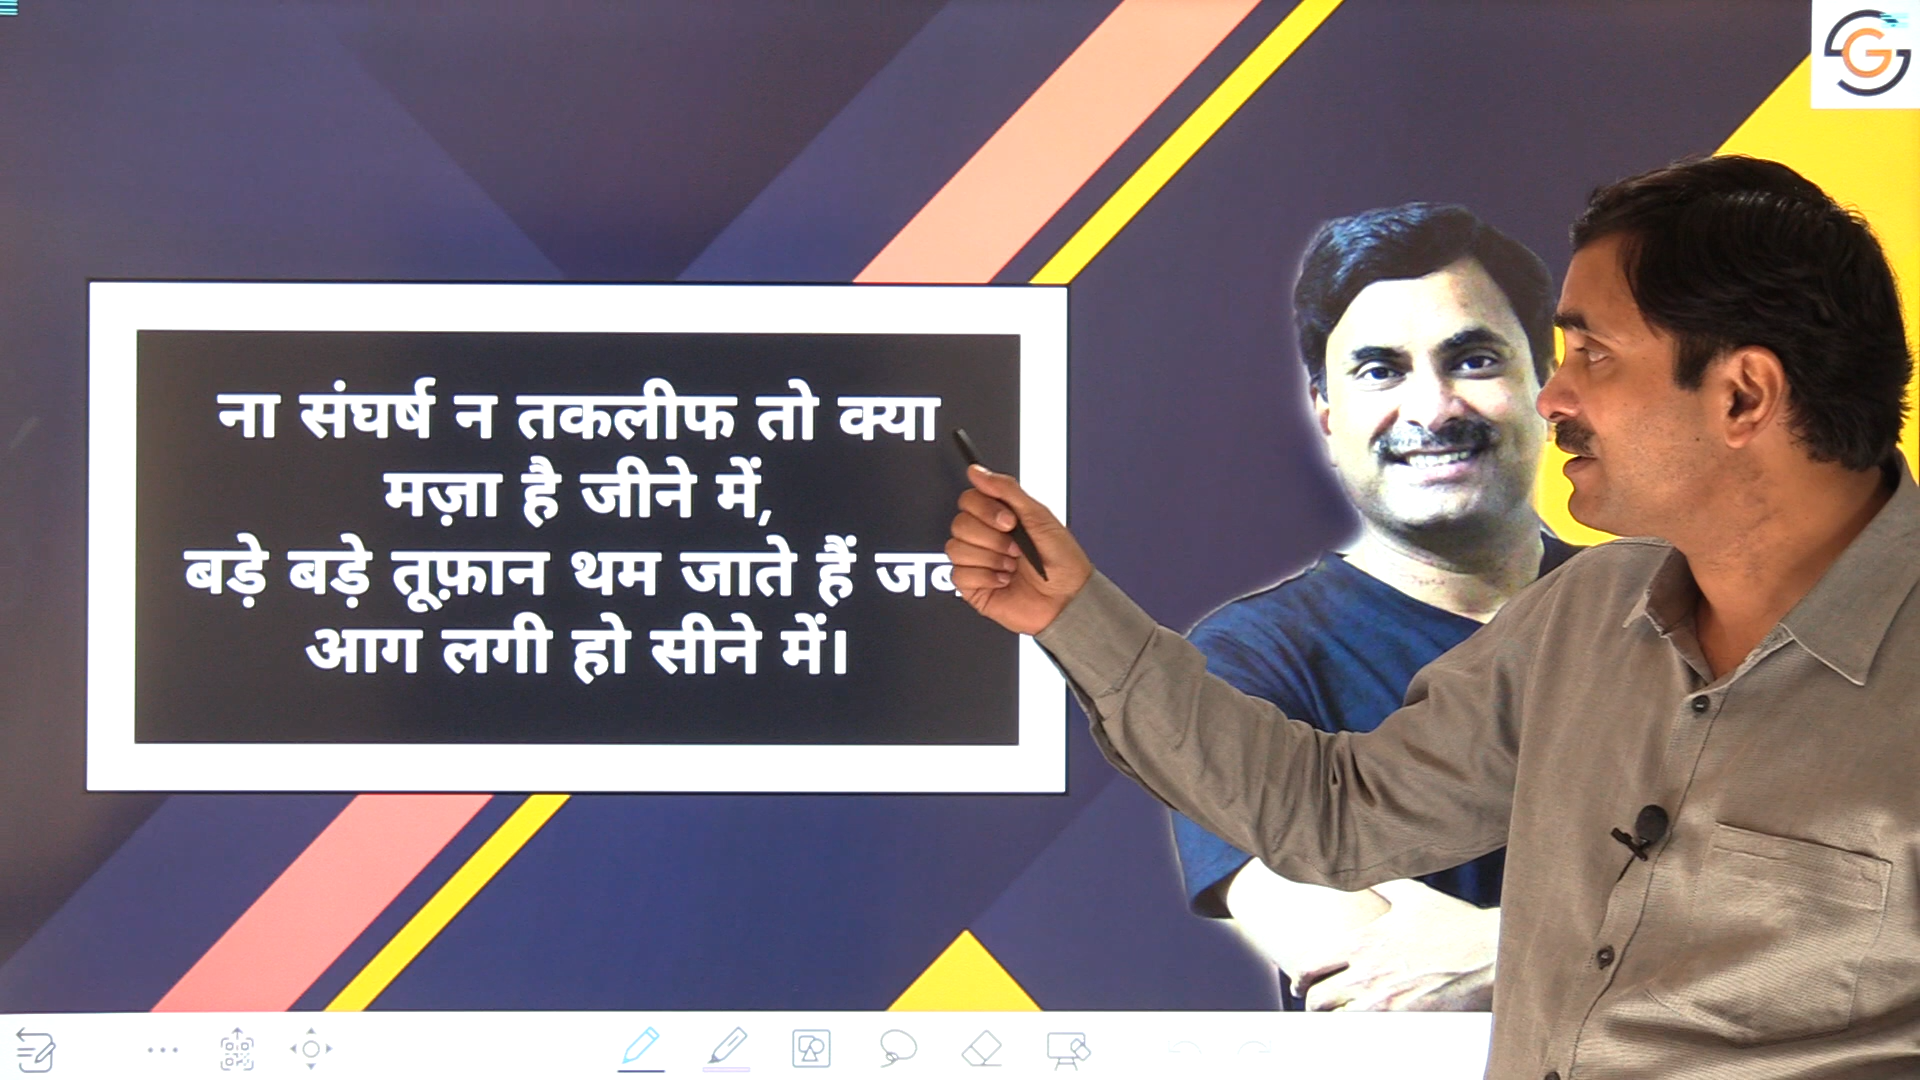 ना संघर्ष न तकलीफ तो क्या
मज़ा है जीने में,
बड़े बड़े तूफ़ान थम जाते हैं जब
आग लगी हो सीने में।